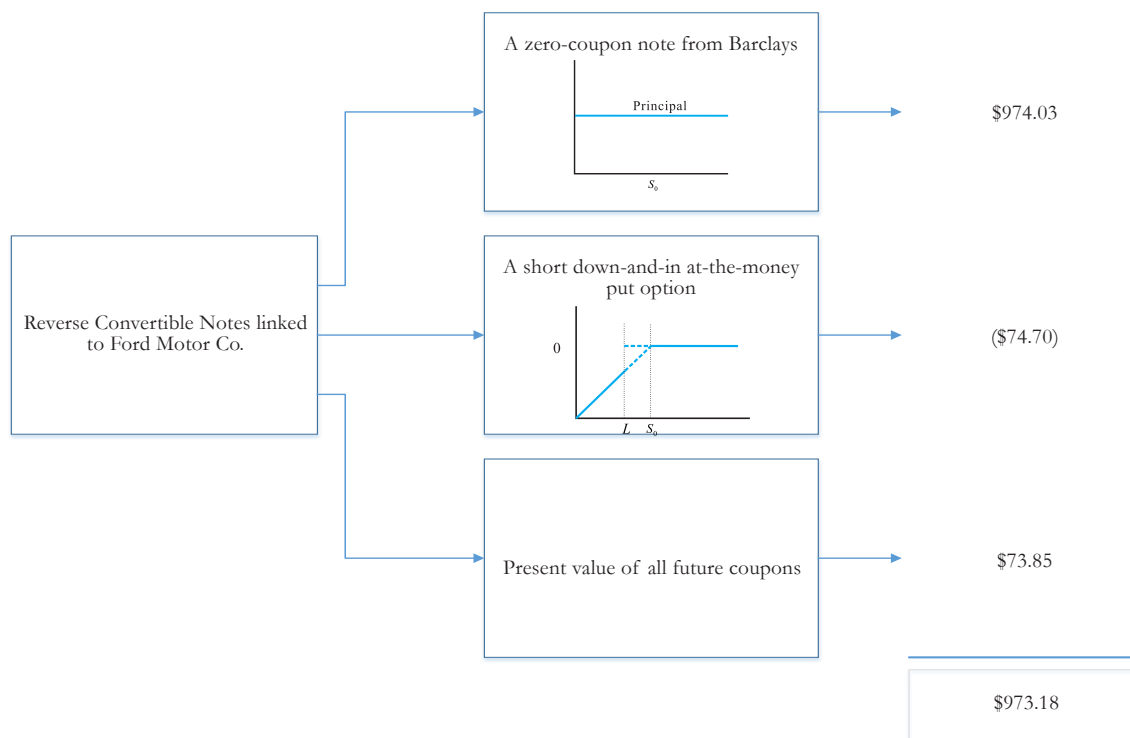 A zero-coupon note from Barclays
Principal
S₀
$974.03
Reverse Convertible Notes linked
to Ford Motor Co.
A short down-and-in at-the-money
put option
0
L S₀
($74.70)
Present value of all future coupons
$73.85
$973.18